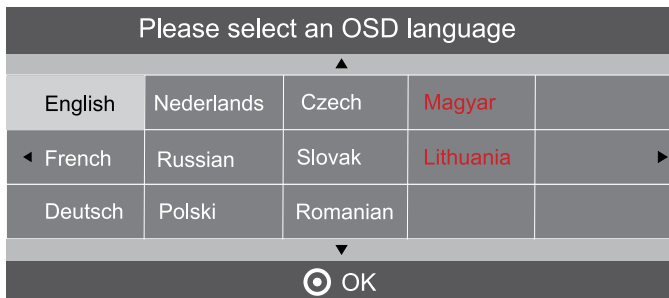 Please select an OSD language
English Nederlands Czech Magyar
French Russian Slovak Lithuania
Deutsch Polski Romanian
OK